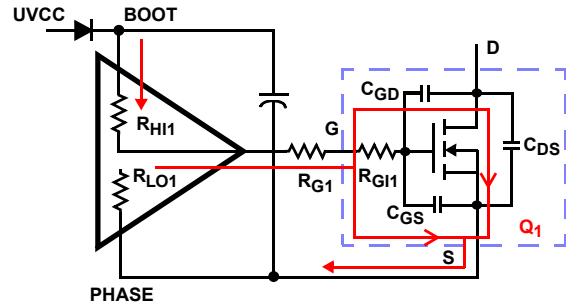 UVCC
BOOT
D
CGD
RHI1
G
CDS
RLO1
RG1
RGI1
CGS
Q1
S
PHASE